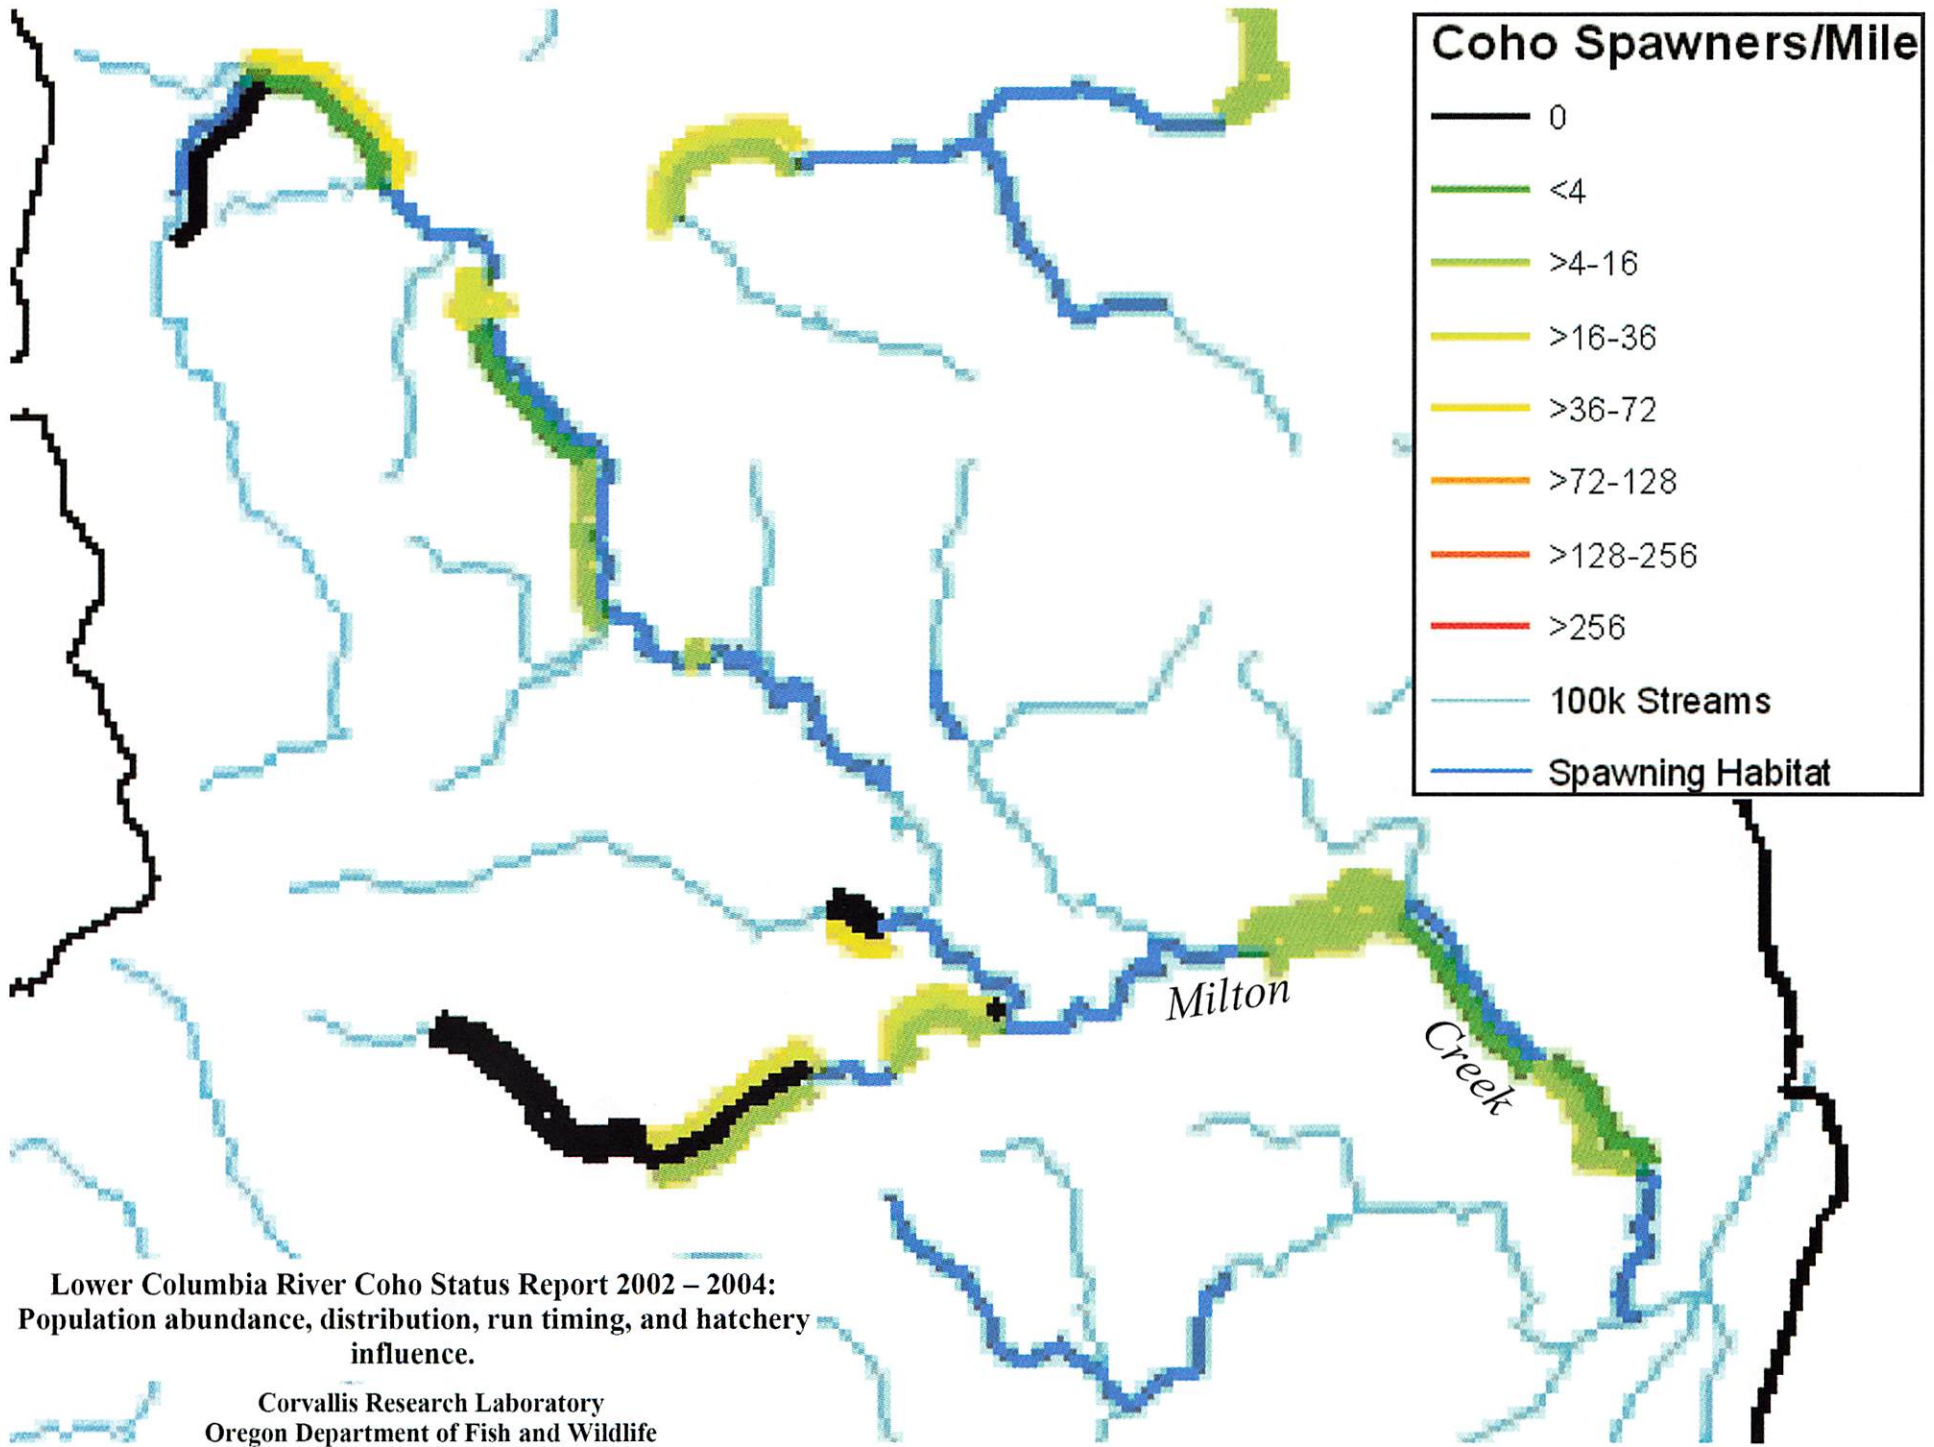 Coho Spawners/Mile
0
<4
>4-16
>16-36
>36-72
>72-128
>128-256
>256
100k Streams
Spawning Habitat
Milton
Creek
Lower Columbia River Coho Status Report 2002 – 2004:
Population abundance, distribution, run timing, and hatchery
influence.
Corvallis Research Laboratory
Oregon Department of Fish and Wildlife